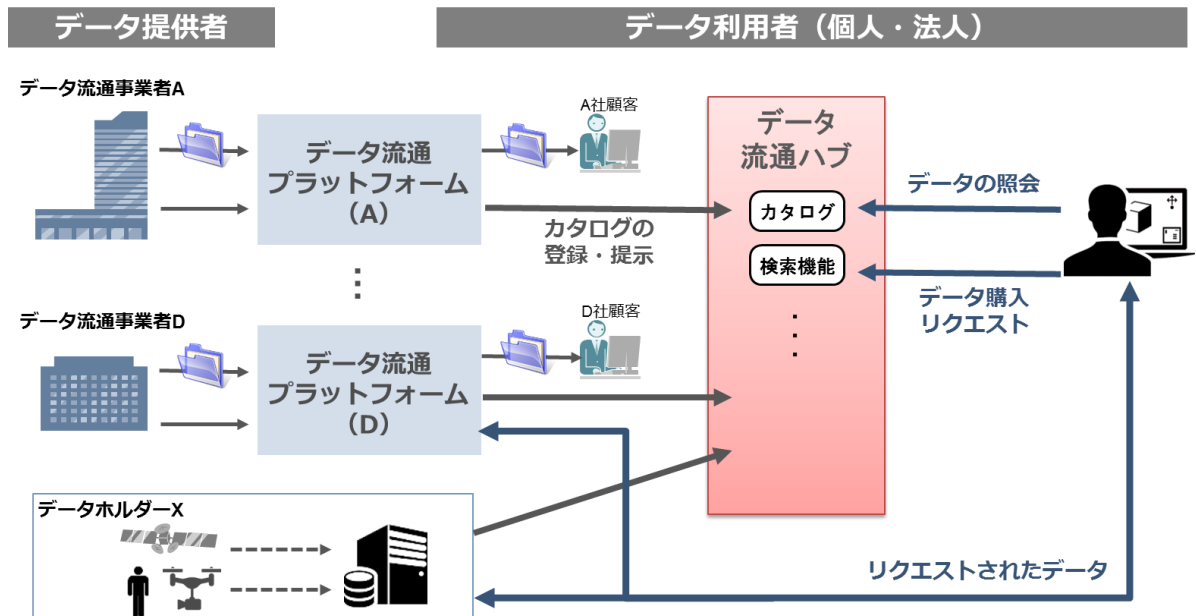 データ提供者
データ利用者（個人・法人）
データ流通事業者A
A社顧客
データ流通
プラットフォーム
（A）
データ
流通ハブ
カタログ
検索機能
カタログの
登録・提示
データの照会
データ購入
リクエスト
データ流通事業者D
D社顧客
データ流通
プラットフォーム
（D）
データホルダーX
リクエストされたデータ